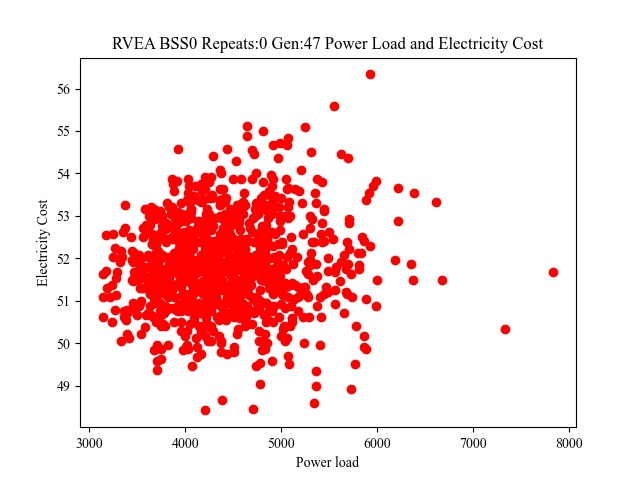 RVEA BSS0 Repeats:0 Gen:47 Power Load and Electricity Cost
56
55
54
53
52
51
50
49
Electricity Cost
3000 4000 5000 6000 7000 8000
Power load